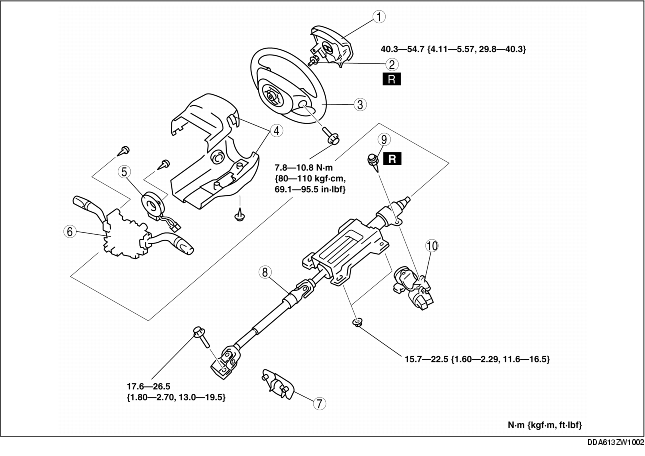 1
40.3—54.7 {4.11—5.57, 29.8—40.3}
2
R
3
4
7.8—10.8 N·m
{80—110 kgf·cm,
69.1—95.5 in·lbf}
9
R
5
6
10
8
15.7—22.5 {1.60—2.29, 11.6—16.5}
17.6—26.5
{1.80—2.70, 13.0—19.5}
7
N·m {kgf·m, ft·lbf}
DDA613ZW1002